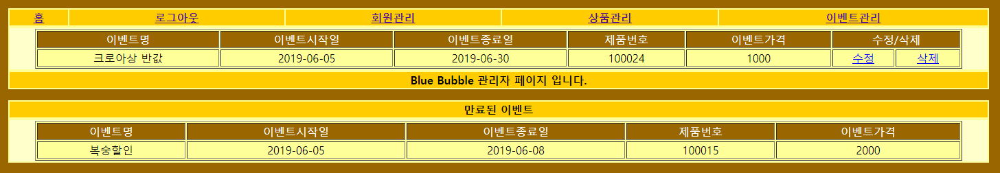 홈 로그아웃 회원관리 상품관리 이벤트관리
이벤트명 이벤트시작일 이벤트종료일 제품번호 이벤트가격 수정/삭제
크로아상 반값 2019-06-05 2019-06-30 100024 1000 수정 삭제
Blue Bubble 관리자 페이지 입니다.
만료된 이벤트
이벤트명 이벤트시작일 이벤트종료일 제품번호 이벤트가격
복숭할인 2019-06-05 2019-06-08 100015 2000